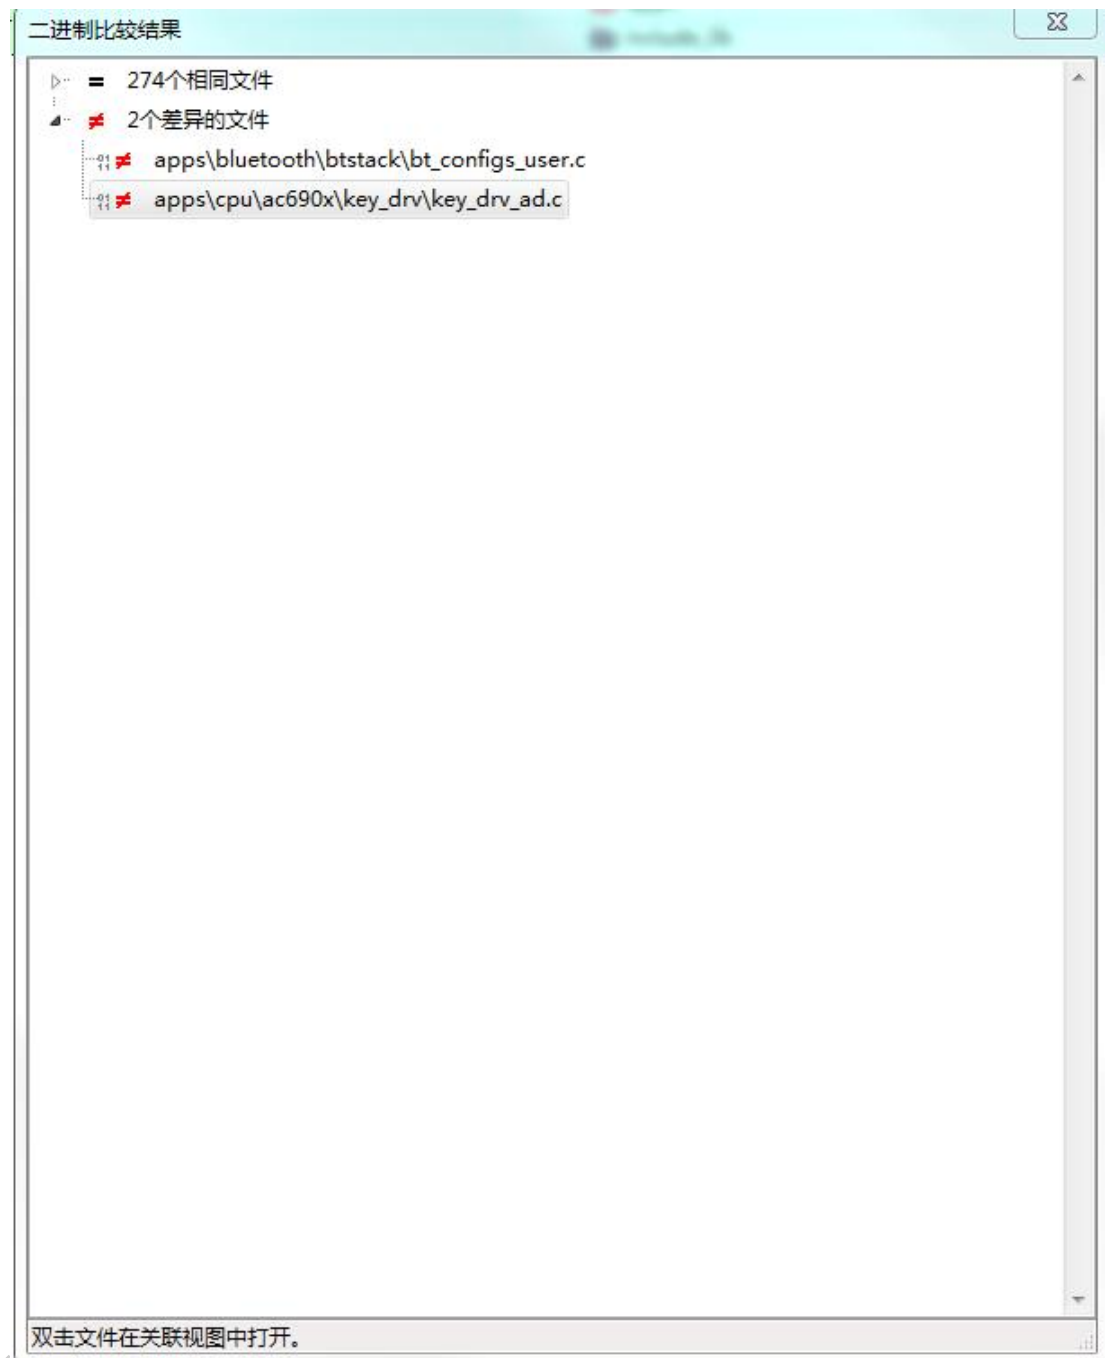 二进制比较结果
= 274个相同文件
≠ 2个差异的文件
≠ apps\bluetooth\btstack\bt_configs_user.c
≠ apps\cpu\ac690x\key_drv\key_drv_ad.c
双击文件在关联视图中打开。